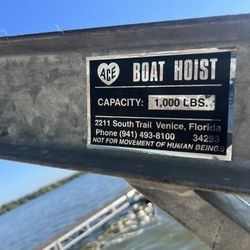 ACE BOAT HOIST
CAPACITY: 1,000 LBS.
2211 South Trail Venice, Florida
Phone (941) 493-8100 34293
NOT FOR MOVEMENT OF HUMAN BEINGS